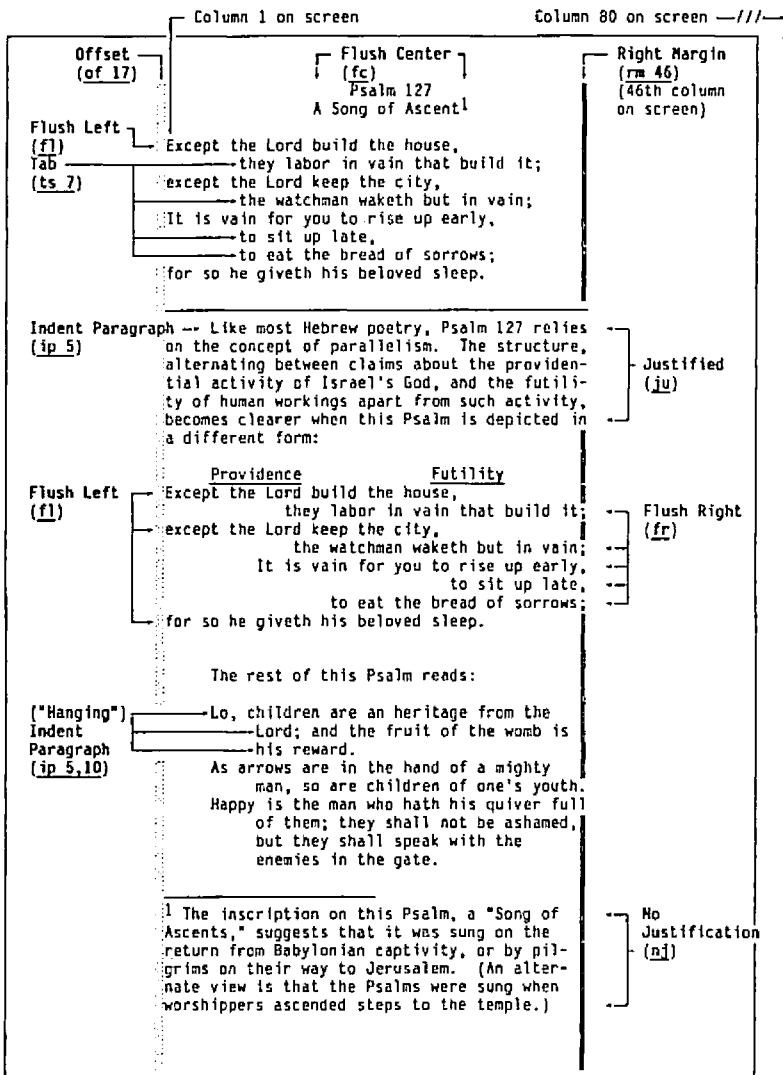 Column 1 on screen Column 80 on screen —///—
Offset Flush Center Right Margin
(of 17) (fc) (rm 46)
Psalm 127 (46th column
A Song of Ascent1 on screen)
Flush Left
(fl) Except the Lord build the house,
Tab they labor in vain that build it;
(ts 7) except the Lord keep the city,
the watchman waketh but in vain;
It is vain for you to rise up early,
to sit up late,
to eat the bread of sorrows;
for so he giveth his beloved sleep.
Indent Paragraph -- Like most Hebrew poetry, Psalm 127 relies
(ip 5) on the concept of parallelism. The structure,
alternating between claims about the providen- Justified
tial activity of Israel's God, and the futili- (ju)
ty of human workings apart from such activity,
becomes clearer when this Psalm is depicted in
a different form:
Providence Futility
Flush Left Except the Lord build the house,
(fl) they labor in vain that build it; Flush Right
except the Lord keep the city, (fr)
the watchman waketh but in vain;
It is vain for you to rise up early,
to sit up late,
to eat the bread of sorrows;
for so he giveth his beloved sleep.
The rest of this Psalm reads:
("Hanging") Lo, children are an heritage from the
Indent Lord; and the fruit of the womb is
Paragraph his reward.
(ip 5,10) As arrows are in the hand of a mighty
man, so are children of one's youth.
Happy is the man who hath his quiver full
of them; they shall not be ashamed,
but they shall speak with the
enemies in the gate.
1 The inscription on this Psalm, a "Song of No
Ascents," suggests that it was sung on the Justification
return from Babylonian captivity, or by pil- (nj)
grims on their way to Jerusalem. (An alter-
nate view is that the Psalms were sung when
worshippers ascended steps to the temple.)